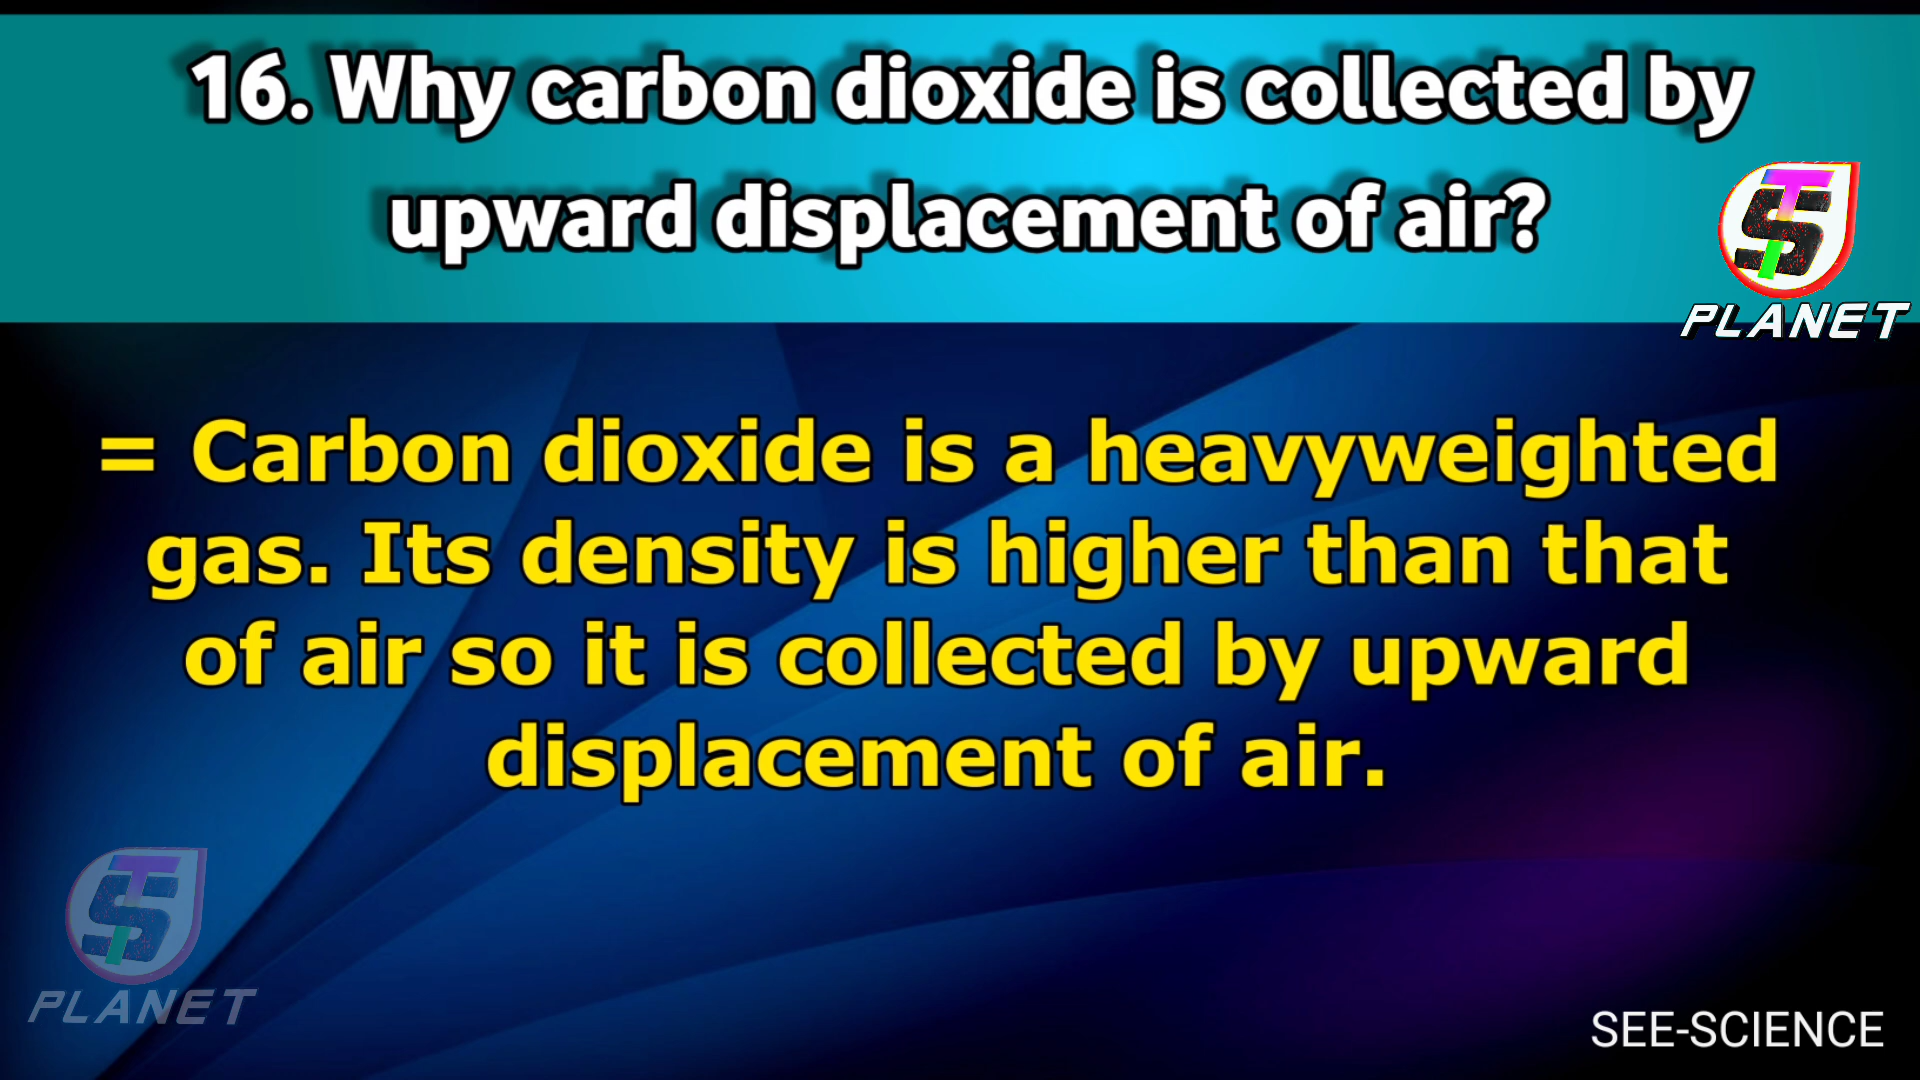 16. Why carbon dioxide is collected by
upward displacement of air?
PLANET
= Carbon dioxide is a heavyweighted
gas. Its density is higher than that
of air so it is collected by upward
displacement of air.
PLANET
SEE-SCIENCE